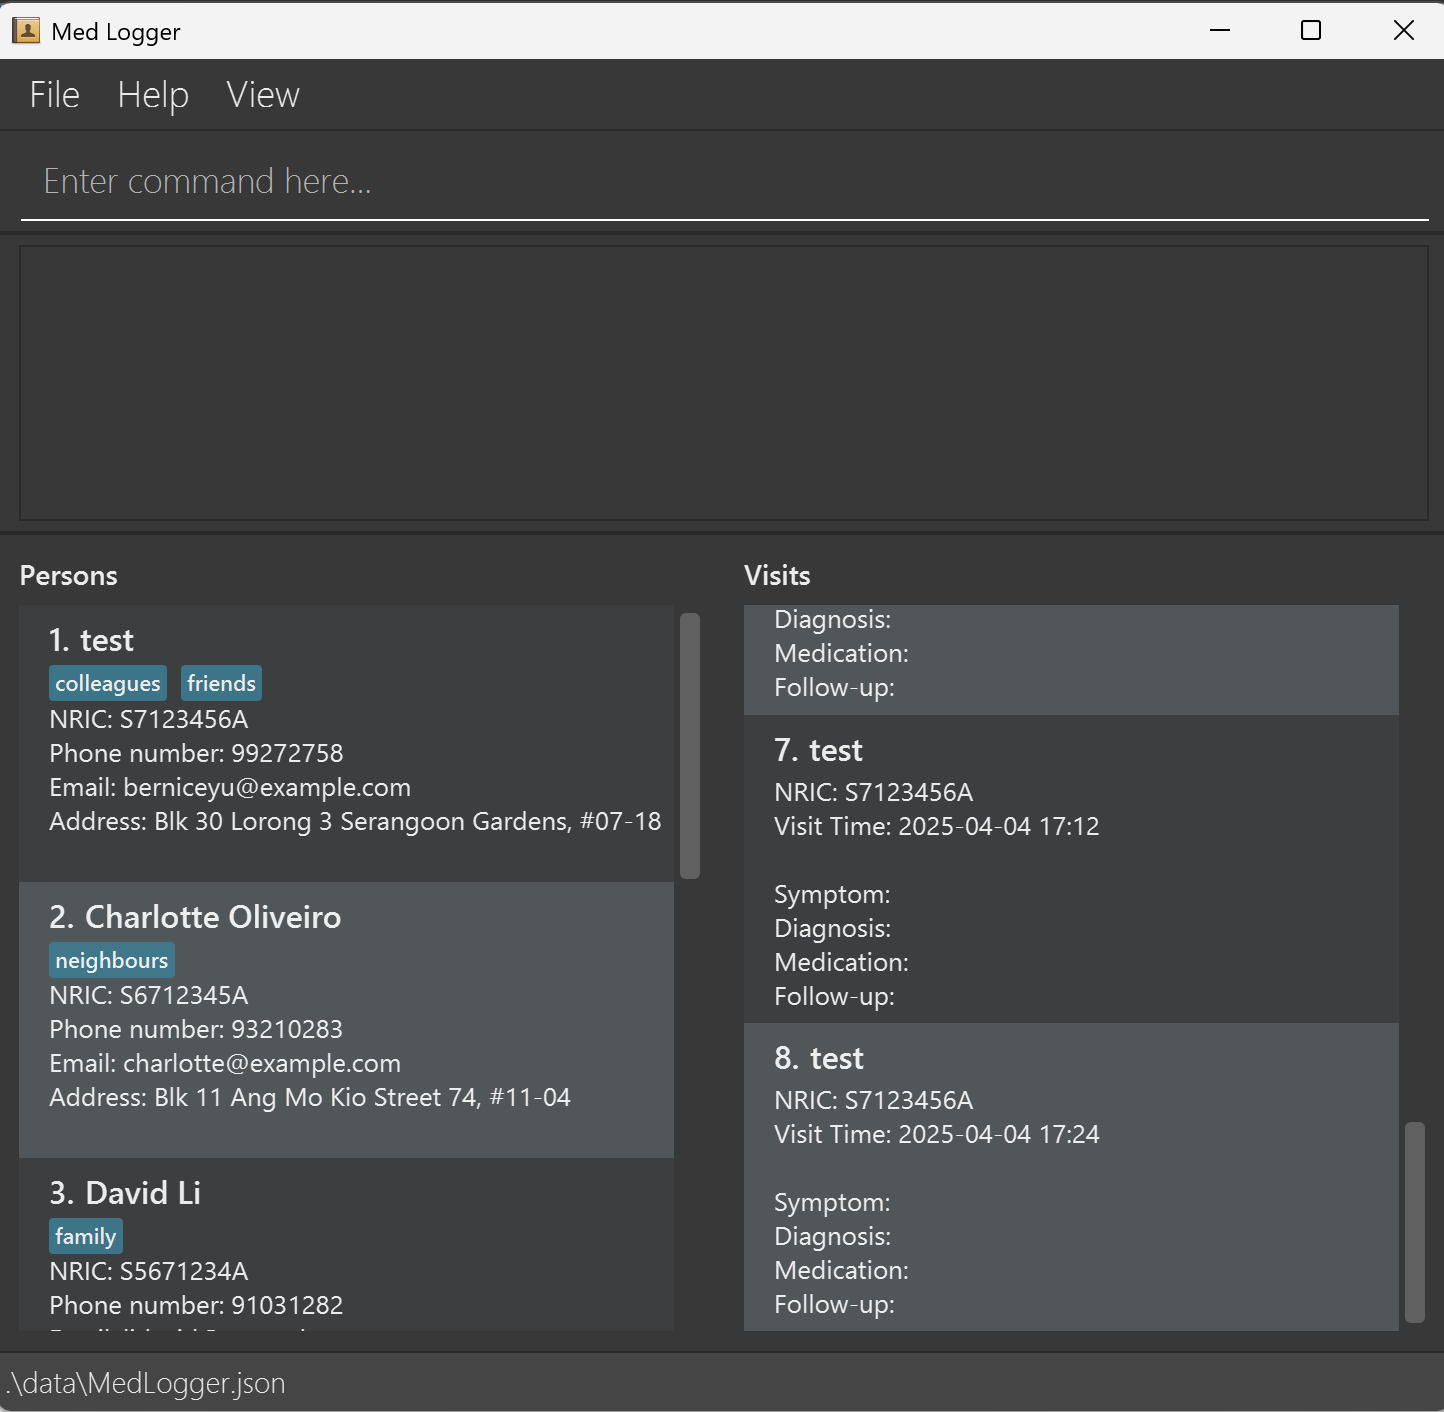 Med Logger
File Help View
Enter command here...
Persons
1. test
colleagues friends
NRIC: S7123456A
Phone number: 99272758
Email: berniceyu@example.com
Address: Blk 30 Lorong 3 Serangoon Gardens, #07-18
2. Charlotte Oliveiro
neighbours
NRIC: S6712345A
Phone number: 93210283
Email: charlotte@example.com
Address: Blk 11 Ang Mo Kio Street 74, #11-04
3. David Li
family
NRIC: S5671234A
Phone number: 91031282
Visits
Diagnosis:
Medication:
Follow-up:
7. test
NRIC: S7123456A
Visit Time: 2025-04-04 17:12
Symptom:
Diagnosis:
Medication:
Follow-up:
8. test
NRIC: S7123456A
Visit Time: 2025-04-04 17:24
Symptom:
Diagnosis:
Medication:
Follow-up:
.\data\MedLogger.json